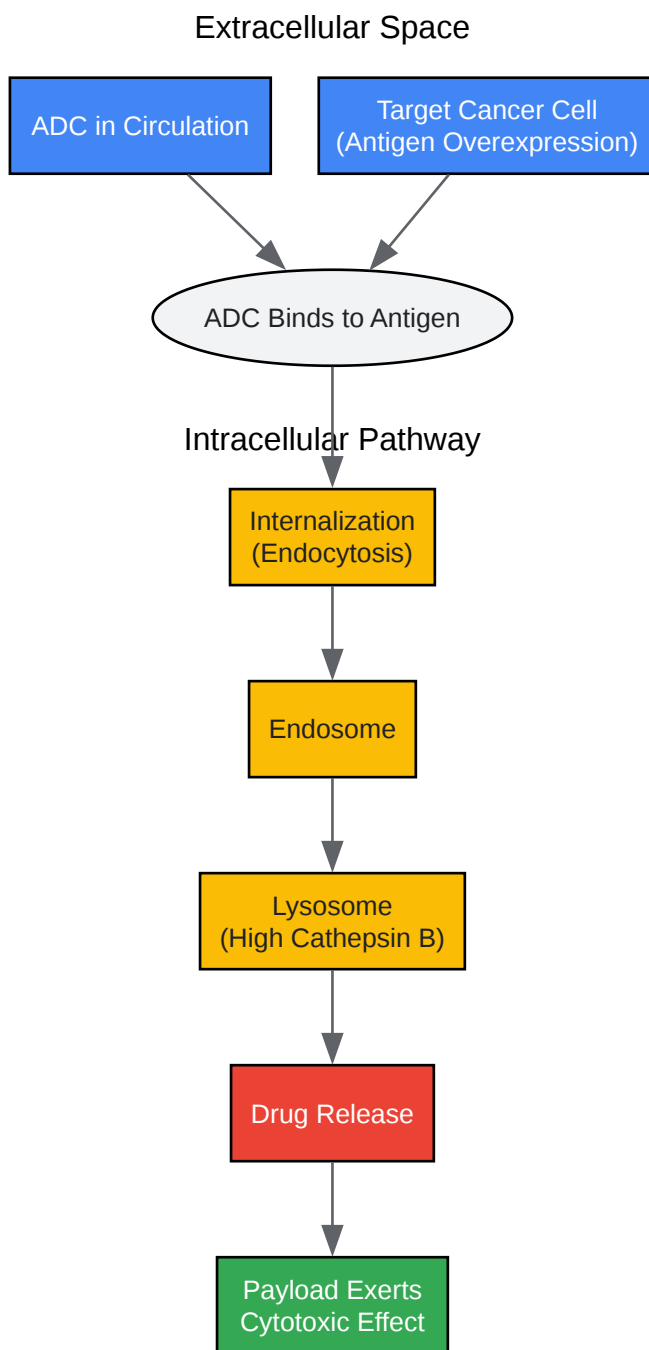 Extracellular Space
ADC in Circulation
Target Cancer Cell
(Antigen Overexpression)
ADC Binds to Antigen
Intracellular Pathway
Internalization
(Endocytosis)
Endosome
Lysosome
(High Cathepsin B)
Drug Release
Payload Exerts
Cytotoxic Effect